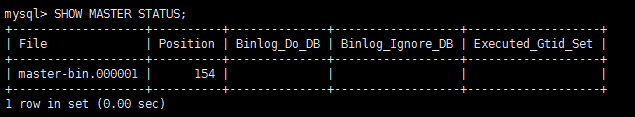 mysql> SHOW MASTER STATUS;
+-------------------+----------+--------------+------------------+-------------------+
| File              | Position | Binlog_Do_DB | Binlog_Ignore_DB | Executed_Gtid_Set |
+-------------------+----------+--------------+------------------+-------------------+
| master-bin.000001 |      154 |              |                  |                   |
+-------------------+----------+--------------+------------------+-------------------+
1 row in set (0.00 sec)